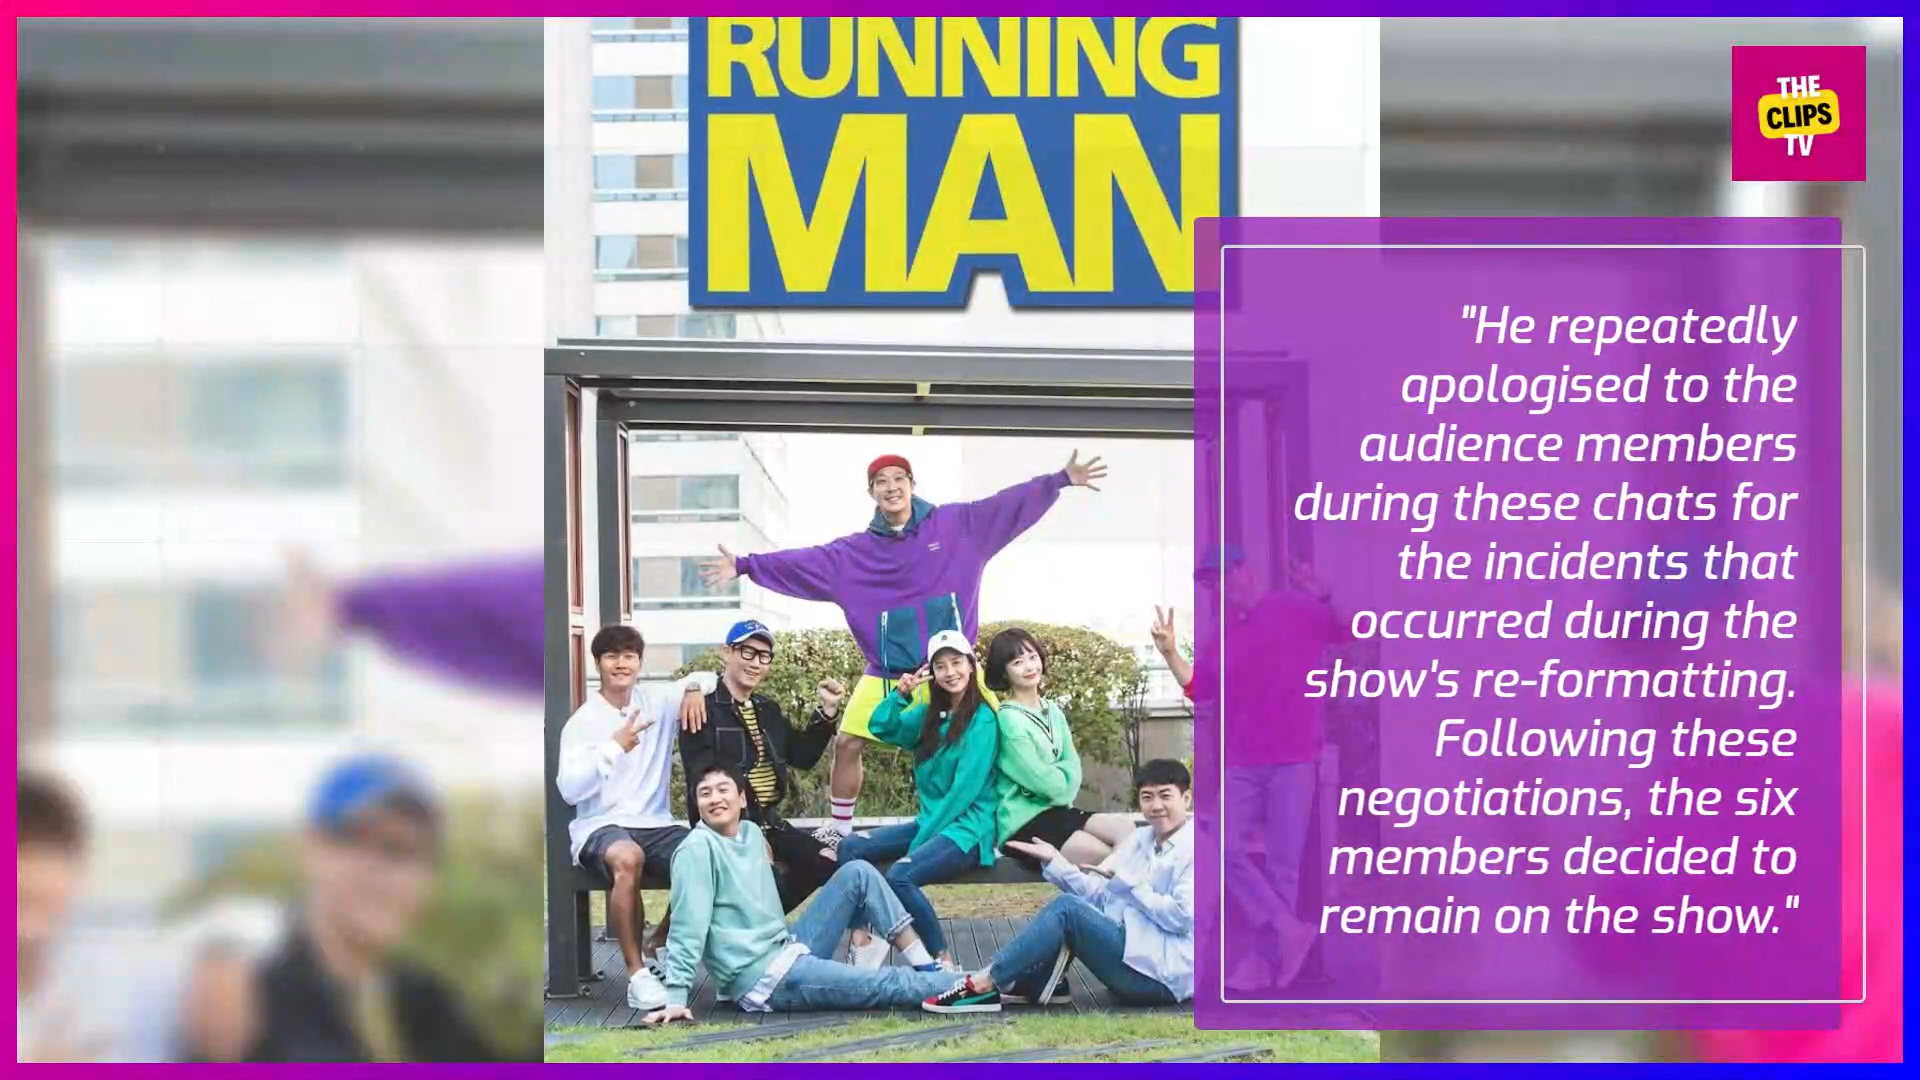 RUNNING
MAN
THE
CLIPS
TV
"He repeatedly
apologised to the
audience members
during these chats for
the incidents that
occurred during the
show's re-formatting.
Following these
negotiations, the six
members decided to
remain on the show."